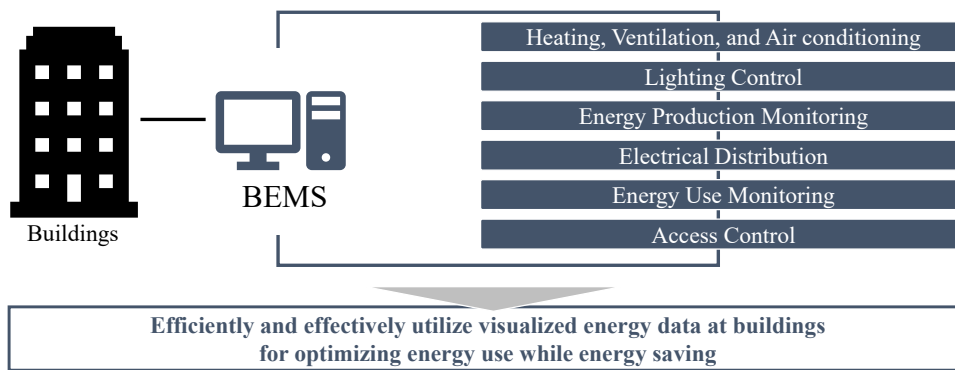 Heating, Ventilation, and Air conditioning
Lighting Control
Energy Production Monitoring
Electrical Distribution
Energy Use Monitoring
Access Control
BEMS
Buildings
Efficiently and effectively utilize visualized energy data at buildings
for optimizing energy use while energy saving